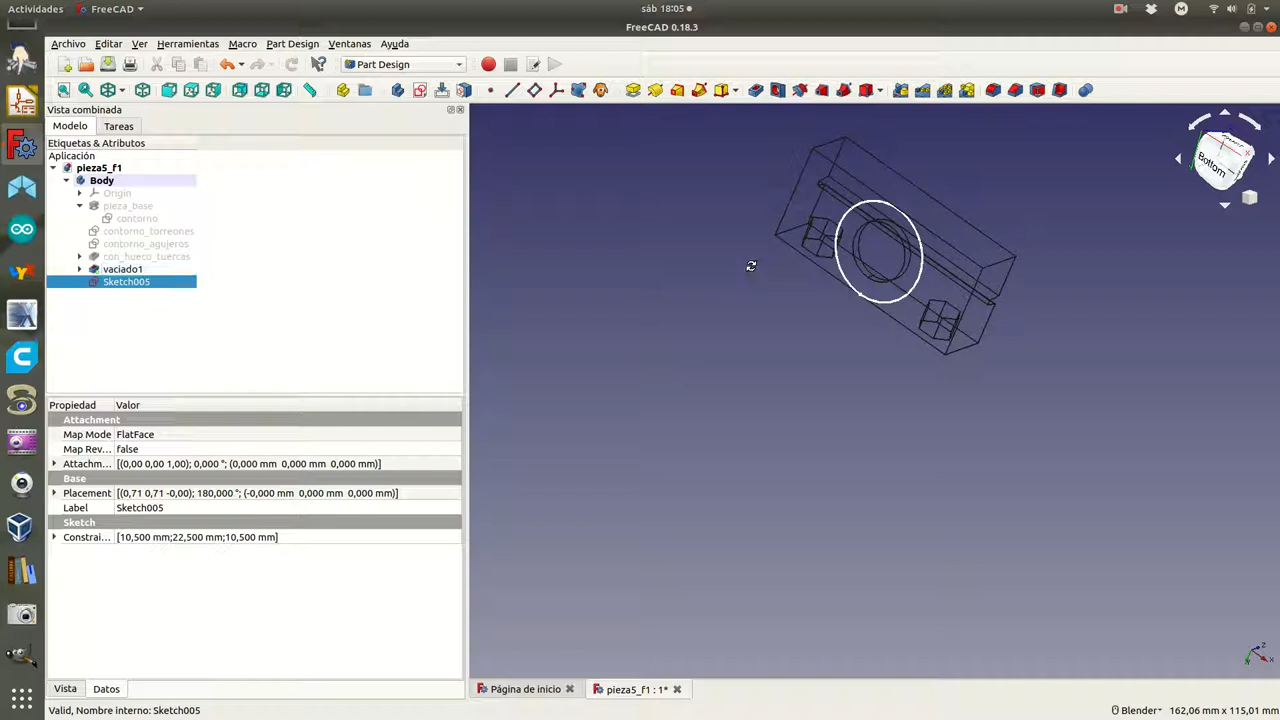 Actividades
FreeCAD
sáb 18:05
FreeCAD 0.18.3
Archivo Editar Ver Herramientas Macro Part Design Ventanas Ayuda
Part Design
Vista combinada
Modelo Tareas
Etiquetas & Atributos
Aplicación
pieza5_f1
Body
Origin
pieza_base
contorno
contorno_torreones
contorno_agujeros
con_hueco_tuercas
vaciado1
Sketch005
Propiedad Valor
Attachment
Map Mode FlatFace
Map Rev... false
Attachm... [(0,00 0,00 1,00); 0,000 °; (0,000 mm 0,000 mm 0,000 mm)]
Base
Placement [(0,71 0,71 -0,00); 180,000 °; (-0,000 mm 0,000 mm 0,000 mm)]
Label Sketch005
Sketch
Constrai... [10,500 mm;22,500 mm;10,500 mm]
Bottom
Vista Datos
Página de inicio
pieza5_f1 : 1*
Valid, Nombre interno: Sketch005
Blender
162,06 mm x 115,01 mm